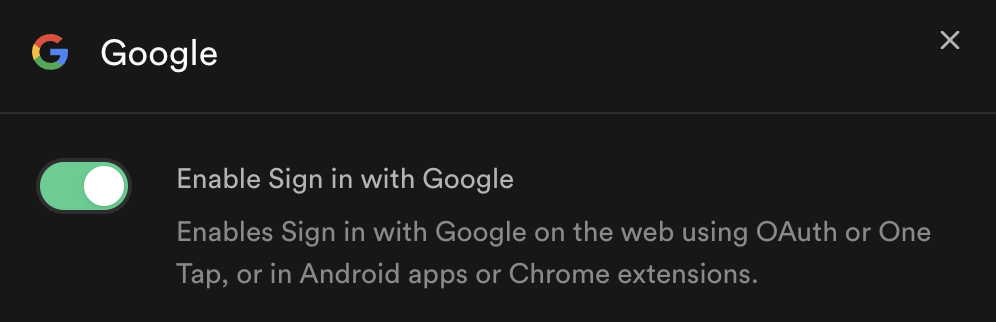 Google
Enable Sign in with Google
Enables Sign in with Google on the web using OAuth or One
Tap, or in Android apps or Chrome extensions.